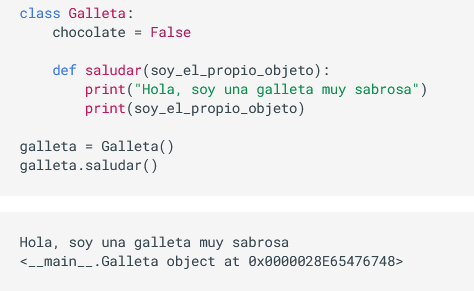 class Galleta:
    chocolate = False

    def saludar(soy_el_propio_objeto):
        print("Hola, soy una galleta muy sabrosa")
        print(soy_el_propio_objeto)

galleta = Galleta()
galleta.saludar()

Hola, soy una galleta muy sabrosa
<__main__.Galleta object at 0x0000028E65476748>